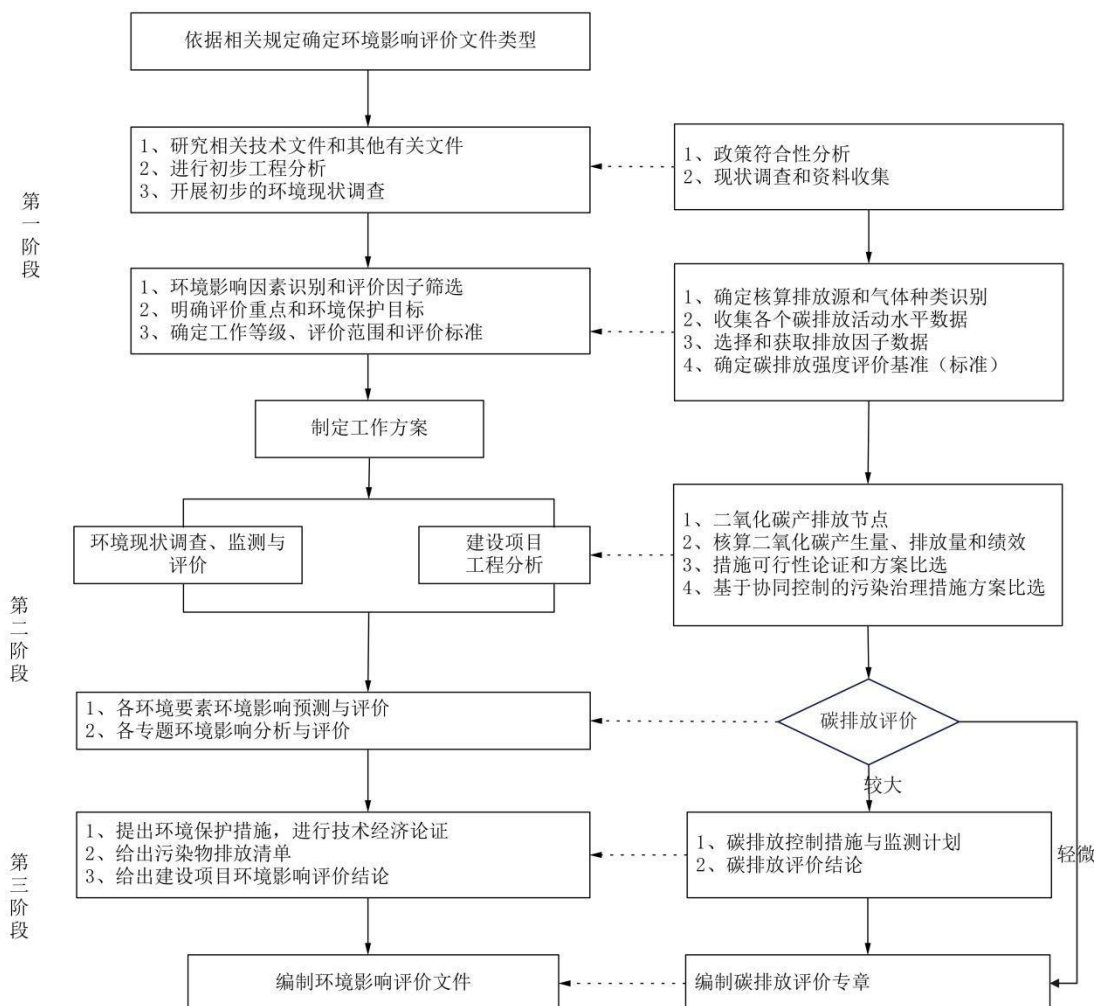 依据相关规定确定环境影响评价文件类型
1、研究相关技术文件和其他有关文件
2、进行初步工程分析
3、开展初步的环境现状调查
1、政策符合性分析
2、现状调查和资料收集
第一阶段
1、环境影响因素识别和评价因子筛选
2、明确评价重点和环境保护目标
3、确定工作等级、评价范围和评价标准
1、确定核算排放源和气体种类识别
2、收集各个碳排放活动水平数据
3、选择和获取排放因子数据
4、确定碳排放强度评价基准（标准）
制定工作方案
环境现状调查、监测与
评价
建设项目
工程分析
1、二氧化碳产排放节点
2、核算二氧化碳产生量、排放量和绩效
3、措施可行性论证和方案比选
4、基于协同控制的污染治理措施方案比选
第二阶段
1、各环境要素环境影响预测与评价
2、各专题环境影响分析与评价
碳排放评价
较大
轻微
第三阶段
1、提出环境保护措施，进行技术经济论证
2、给出污染物排放清单
3、给出建设项目环境影响评价结论
1、碳排放控制措施与监测计划
2、碳排放评价结论
编制环境影响评价文件
编制碳排放评价专章